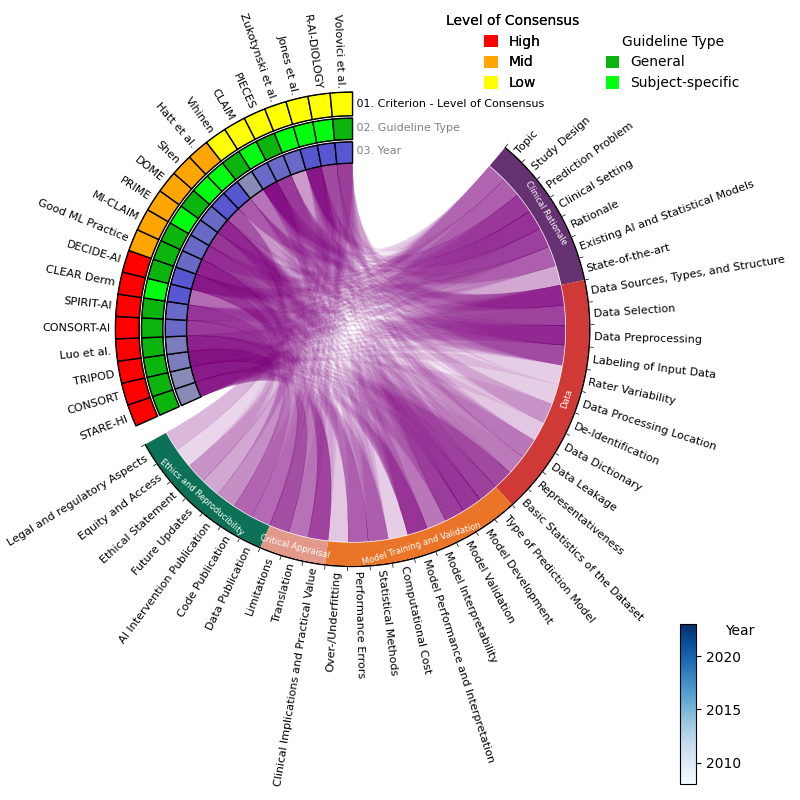 Level of Consensus
High
Mid
Low
Guideline Type
General
Subject-specific
Volovici et al.
R-AI-DIOLOGY
Jones et al.
Zukotynski et al.
PIECES
CLAIM
Vihinen
Hatt et al.
Shen
DOME
PRIME
MI-CLAIM
Good ML Practice
DECIDE-AI
CLEAR Derm
SPIRIT-AI
CONSORT-AI
Luo et al.
TRIPOD
CONSORT
STARE-HI
01. Criterion - Level of Consensus
02. Guideline Type
03. Year
Topic
Study Design
Prediction Problem
Clinical Setting
Rationale
Existing AI and Statistical Models
State-of-the-art
Clinical Rationale
Data Sources, Types, and Structure
Data Selection
Data Preprocessing
Labeling of Input Data
Rater Variability
Data Processing Location
De-Identification
Data Dictionary
Data Leakage
Representativeness
Basic Statistics of the Dataset
Data
Type of Prediction Model
Model Development
Model Validation
Model Interpretability
Model Performance and Interpretation
Computational Cost
Statistical Methods
Performance Errors
Over-/Underfitting
Model Training and Validation
Clinical Implications and Practical Value
Translation
Limitations
Critical Appraisal
Data Publication
Code Publication
AI Intervention Publication
Future Updates
Ethical Statement
Equity and Access
Legal and regulatory Aspects
Ethics and Reproducibility
Year
2020
2015
2010